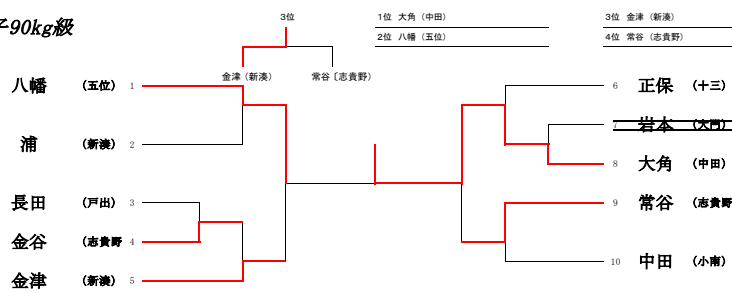 子90kg級
3位
1位 大角（中田）
2位 八幡（五位）
3位 金津（新湊）
4位 常谷（志貴野）
金津（新湊） 常谷〔志貴野）
八幡 （五位） 1
浦 （新湊） 2
長田 （戸出） 3
金谷 （志貴野 4
金津 （新湊） 5
6 正保 （十三）
7 岩本 （大門）
8 大角 （中田）
9 常谷 （志貴野
10 中田 （小南）